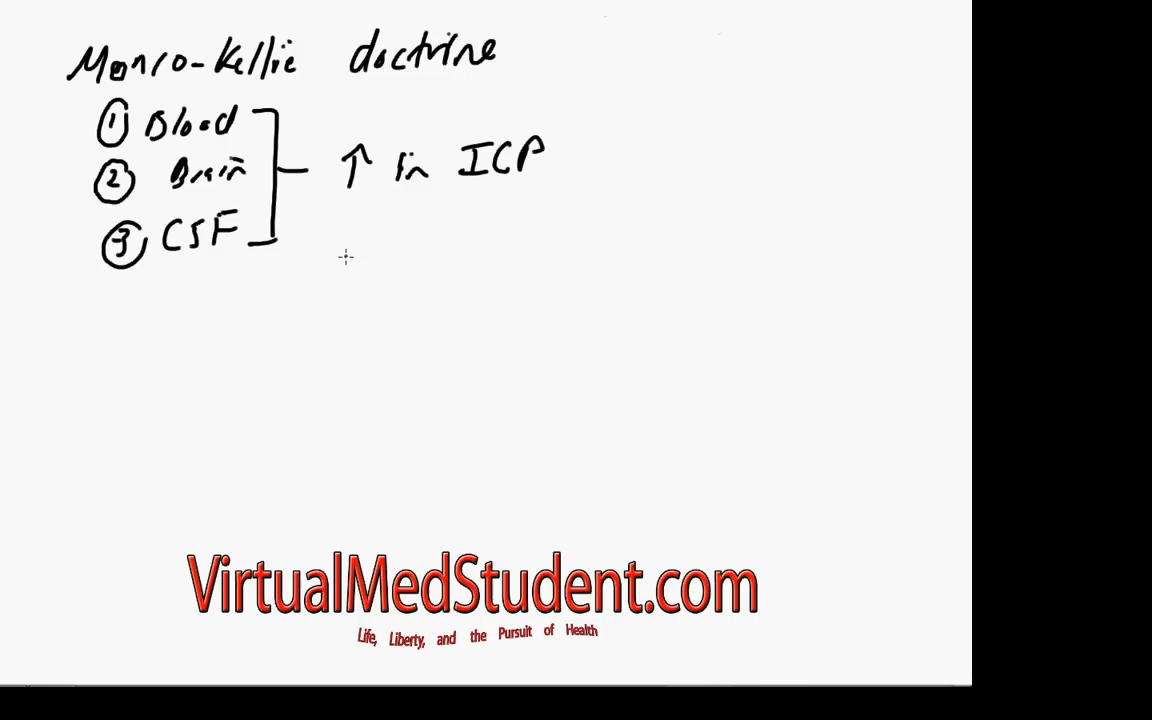 Monro-Kellie doctrine
① Blood
② Brain
③ CSF
↑ in ICP
VirtualMedStudent.com
Life, Liberty, and the Pursuit of Health